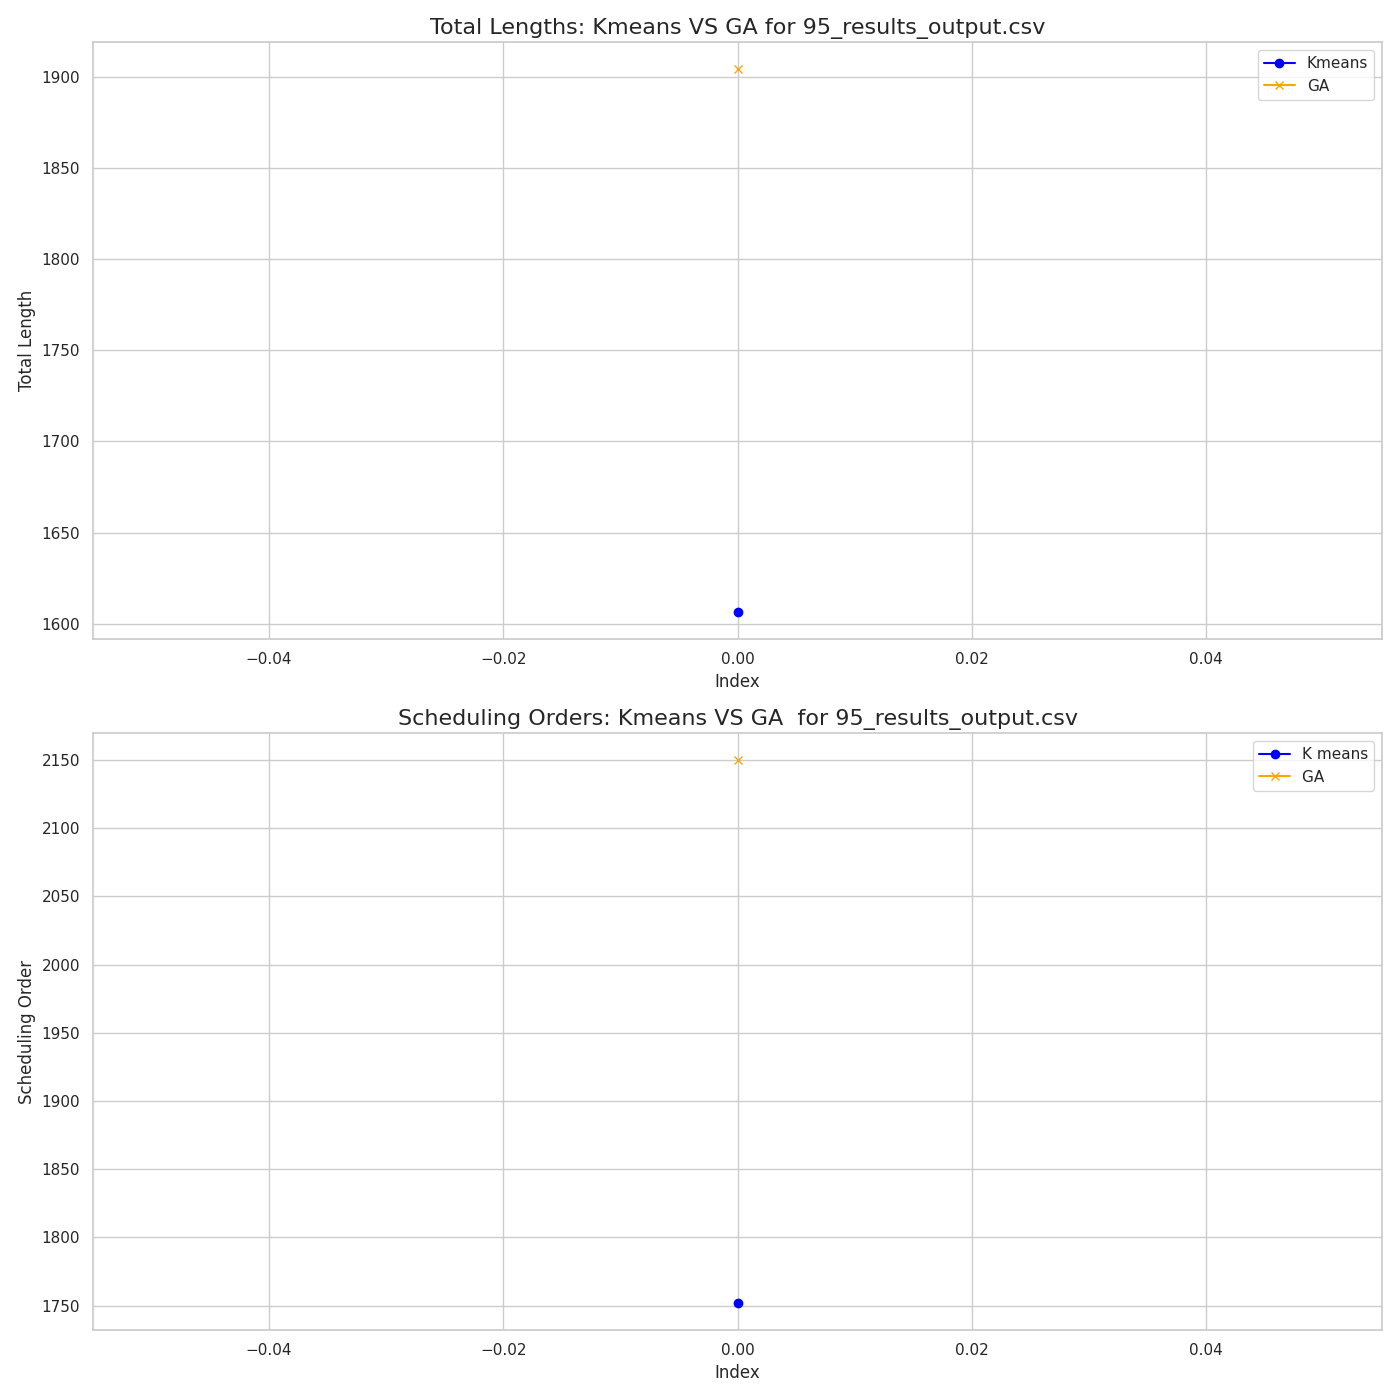 Total Lengths: Kmeans VS GA for 95_results_output.csv
Kmeans
GA
1900
1850
1800
1750
1700
1650
1600
Total Length
−0.04 −0.02 0.00 0.02 0.04
Index
Scheduling Orders: Kmeans VS GA  for 95_results_output.csv
K means
GA
2150
2100
2050
2000
1950
1900
1850
1800
1750
Scheduling Order
−0.04 −0.02 0.00 0.02 0.04
Index